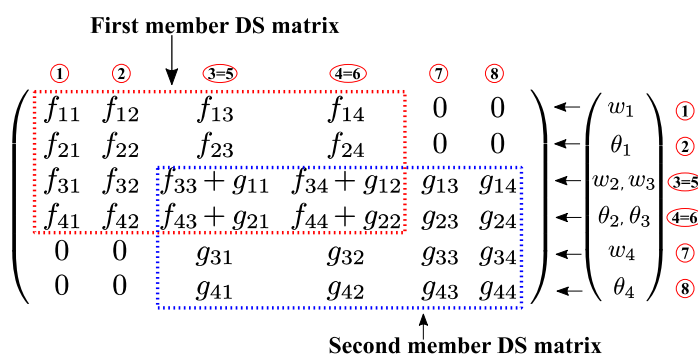 First member DS matrix
① ② 3=5 4=6 ⑦ ⑧
f₁₁ f₁₂ f₁₃ f₁₄ 0 0 w₁ ①
f₂₁ f₂₂ f₂₃ f₂₄ 0 0 θ₁ ②
f₃₁ f₃₂ f₃₃ + g₁₁ f₃₄ + g₁₂ g₁₃ g₁₄ w₂, w₃ 3=5
f₄₁ f₄₂ f₄₃ + g₂₁ f₄₄ + g₂₂ g₂₃ g₂₄ θ₂, θ₃ 4=6
0 0 g₃₁ g₃₂ g₃₃ g₃₄ w₄ ⑦
0 0 g₄₁ g₄₂ g₄₃ g₄₄ θ₄ ⑧
Second member DS matrix